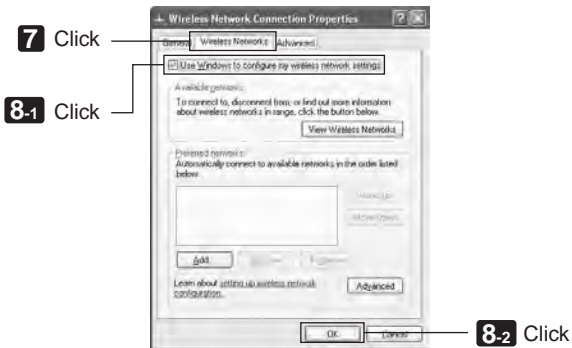 Wireless Network Connection Properties
7 Click
General Wireless Networks Advanced
Use Windows to configure my wireless network settings
8-1 Click
Available networks:
To connect to, disconnect from, or find out more information
about wireless networks in range, click the button below.
View Wireless Networks
Preferred networks:
Automatically connect to available networks in the order listed
below:
Move up
Move down
Add...
Remove
Properties
Learn about setting up wireless network
configuration.
Advanced
OK
Cancel
8-2 Click